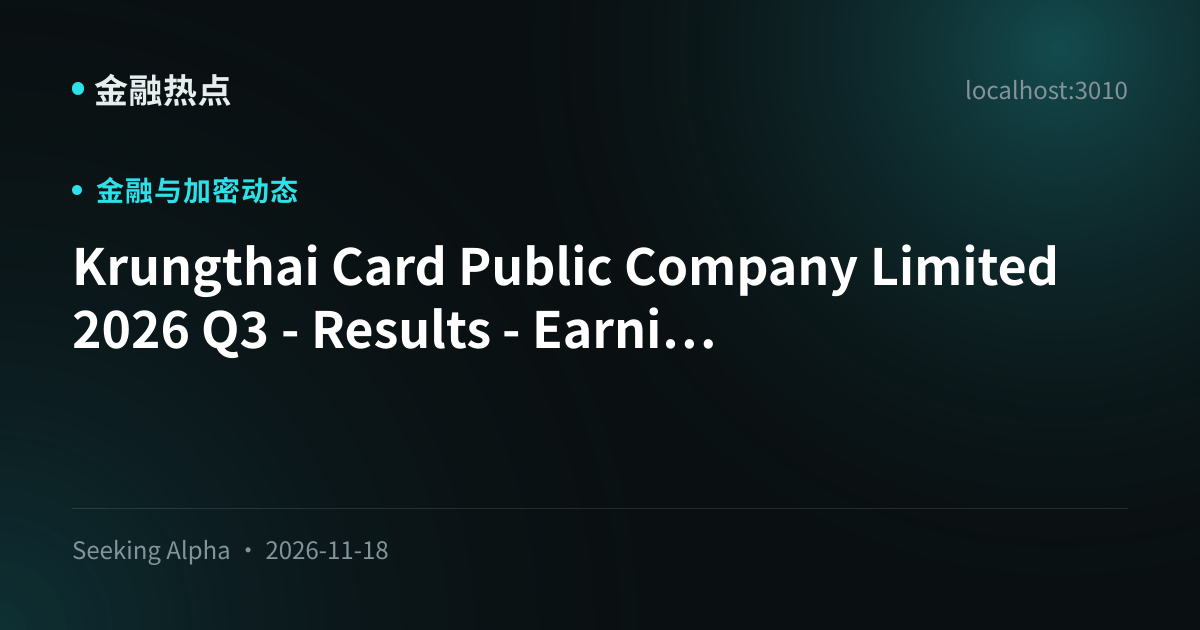 金融热点
localhost:3010
金融与加密动态
Krungthai Card Public Company Limited
2026 Q3 - Results - Earni…
Seeking Alpha · 2026-11-18